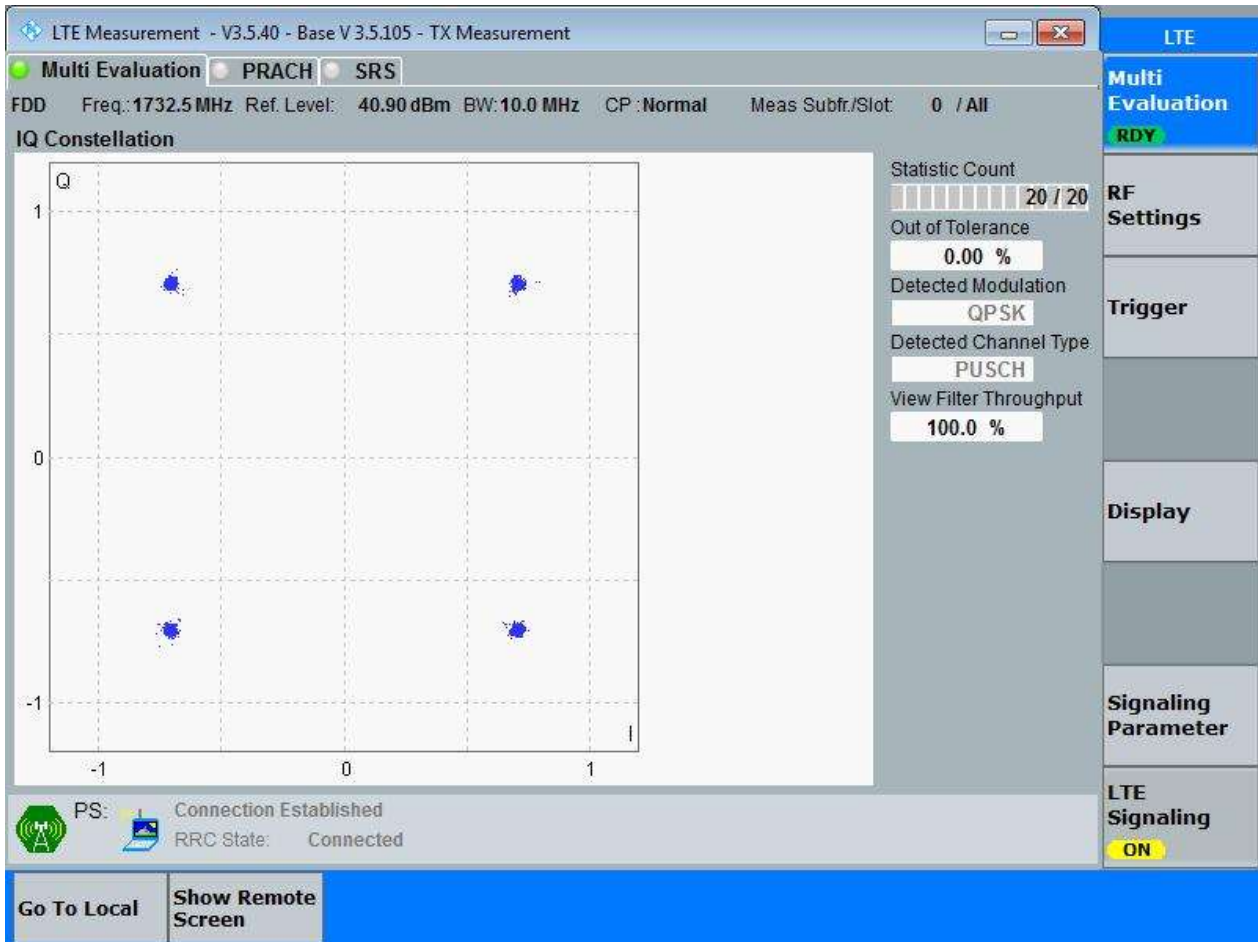 LTE Measurement - V3.5.40 - Base V 3.5.105 - TX Measurement
LTE
Multi Evaluation PRACH SRS
FDD Freq.: 1732.5 MHz Ref. Level: 40.90 dBm BW: 10.0 MHz CP : Normal Meas Subfr./Slot: 0 / All
IQ Constellation
Q
1
0
-1
I
-1 0 1
Statistic Count
20 / 20
Out of Tolerance
0.00 %
Detected Modulation
QPSK
Detected Channel Type
PUSCH
View Filter Throughput
100.0 %
Multi
Evaluation
RDY
RF
Settings
Trigger
Display
Signaling
Parameter
LTE
Signaling
ON
PS: Connection Established
RRC State: Connected
Go To Local
Show Remote
Screen